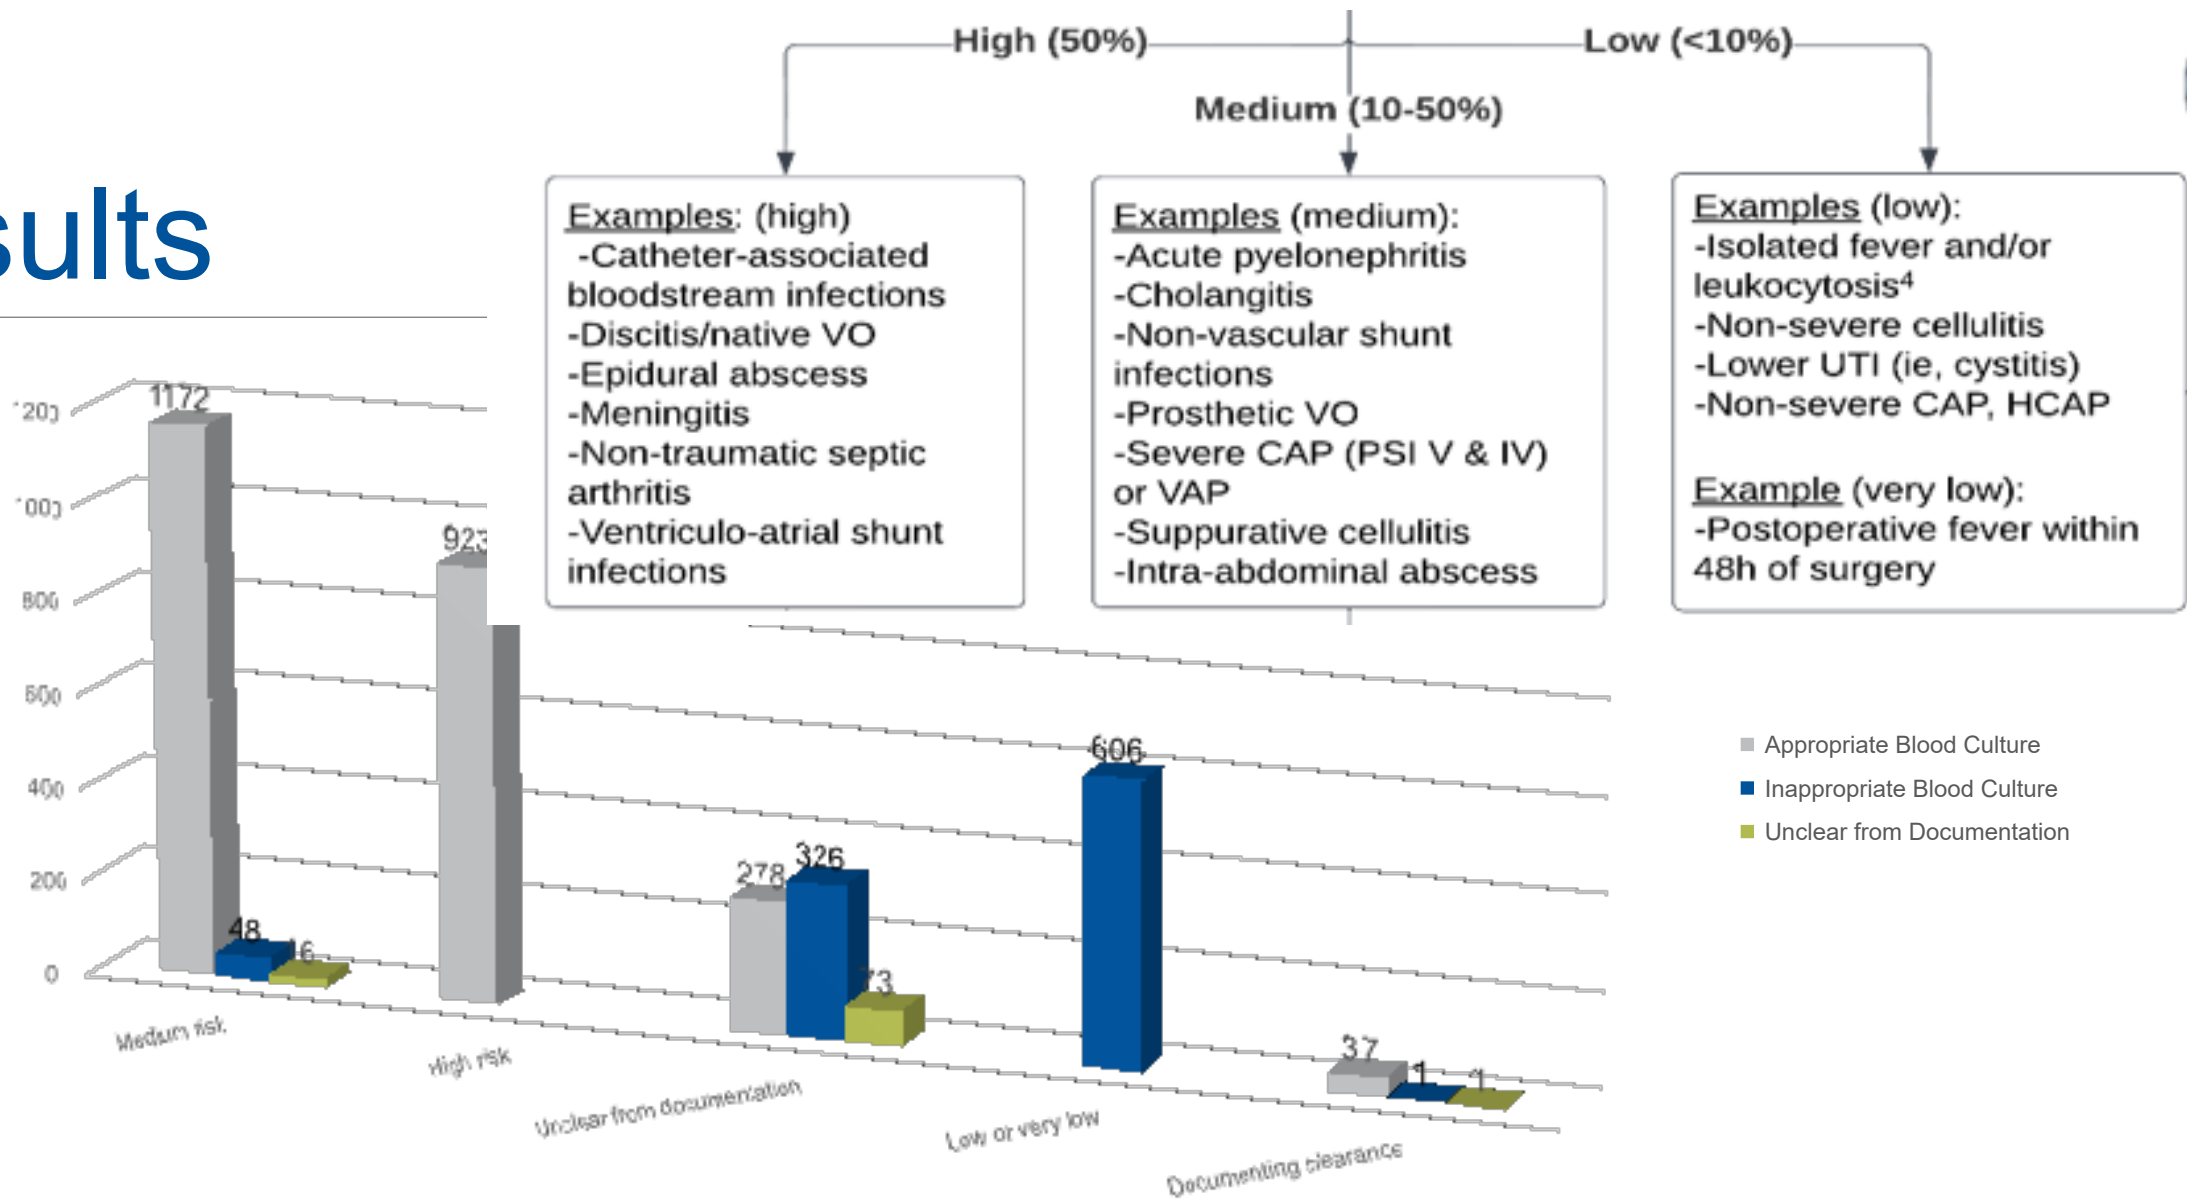 High (50%)
Low (<10%)
Medium (10-50%)
sults
Examples: (high)
-Catheter-associated
bloodstream infections
-Discitis/native VO
-Epidural abscess
-Meningitis
-Non-traumatic septic
arthritis
-Ventriculo-atrial shunt
infections
Examples (medium):
-Acute pyelonephritis
-Cholangitis
-Non-vascular shunt
infections
-Prosthetic VO
-Severe CAP (PSI V & IV)
or VAP
-Suppurative cellulitis
-Intra-abdominal abscess
Examples (low):
-Isolated fever and/or
leukocytosis⁴
-Non-severe cellulitis
-Lower UTI (ie, cystitis)
-Non-severe CAP, HCAP
Example (very low):
-Postoperative fever within
48h of surgery
1172
923
800
600
400
200
0
48
16
278
326
73
606
37
1
1
Medium risk
High risk
Unclear from documentation
Low or very low
Documenting clearance
Appropriate Blood Culture
Inappropriate Blood Culture
Unclear from Documentation